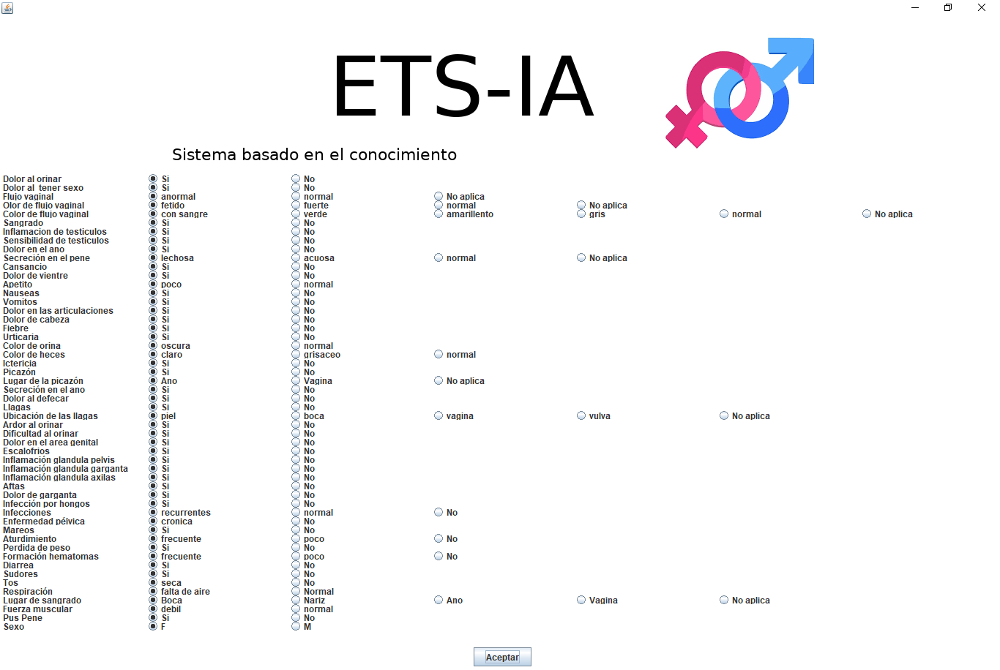 ETS-IA
Sistema basado en el conocimiento
Dolor al orinar Si No
Dolor al tener sexo Si No
Flujo vaginal anormal normal No aplica
Olor de flujo vaginal fetido fuerte normal No aplica
Color de flujo vaginal con sangre verde amarillento gris normal No aplica
Sangrado Si No
Inflamacion de testiculos Si No
Sensibilidad de testiculos Si No
Dolor en el ano Si No
Secreción en el pene lechosa acuosa normal No aplica
Cansancio Si No
Dolor de vientre Si No
Apetito poco normal
Nauseas Si No
Vomitos Si No
Dolor en las articulaciones Si No
Dolor de cabeza Si No
Fiebre Si No
Urticaria Si No
Color de orina oscura normal
Color de heces claro grisaceo normal
Ictericia Si No
Picazón Si No
Lugar de la picazón Ano Vagina No aplica
Secreción en el ano Si No
Dolor al defecar Si No
Llagas Si No
Ubicación de las llagas piel boca vagina vulva No aplica
Ardor al orinar Si No
Dificultad al orinar Si No
Dolor en el area genital Si No
Escalofrios Si No
Inflamación glandula pelvis Si No
Inflamación glandula garganta Si No
Inflamación glandula axilas Si No
Aftas Si No
Dolor de garganta Si No
Infección por hongos Si No
Infecciones recurrentes normal No
Enfermedad pélvica cronica No
Mareos Si No
Aturdimiento frecuente poco No
Perdida de peso Si No
Formación hematomas frecuente poco No
Diarrea Si No
Sudores Si No
Tos seca No
Respiración falta de aire Normal
Lugar de sangrado Boca Nariz Ano Vagina No aplica
Fuerza muscular debil normal
Pus Pene Si No
Sexo F M
Aceptar